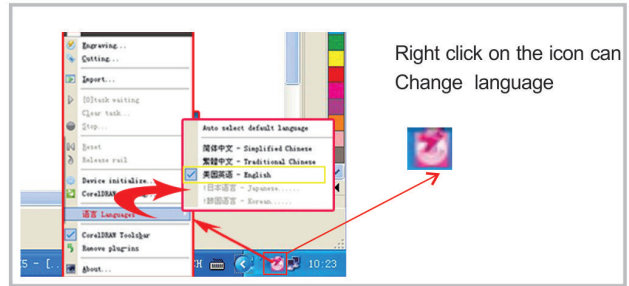 Engraving...
Cutting...
Import...
(D)task waiting
Clear task...
Stop...
Reset
Release rail
Device initialize..
CorelDRAW
语言 Languages
CorelDRAW Toolsbar
Remove plug-ins
About...
Auto select default language
简体中文 - Simplified Chinese
繁體中文 - Traditional Chinese
美国英语 - English
!日本语言 - Japanese......
!韩国语言 - Korean......
5 - [.
CH
10:23
Right click on the icon can
Change language